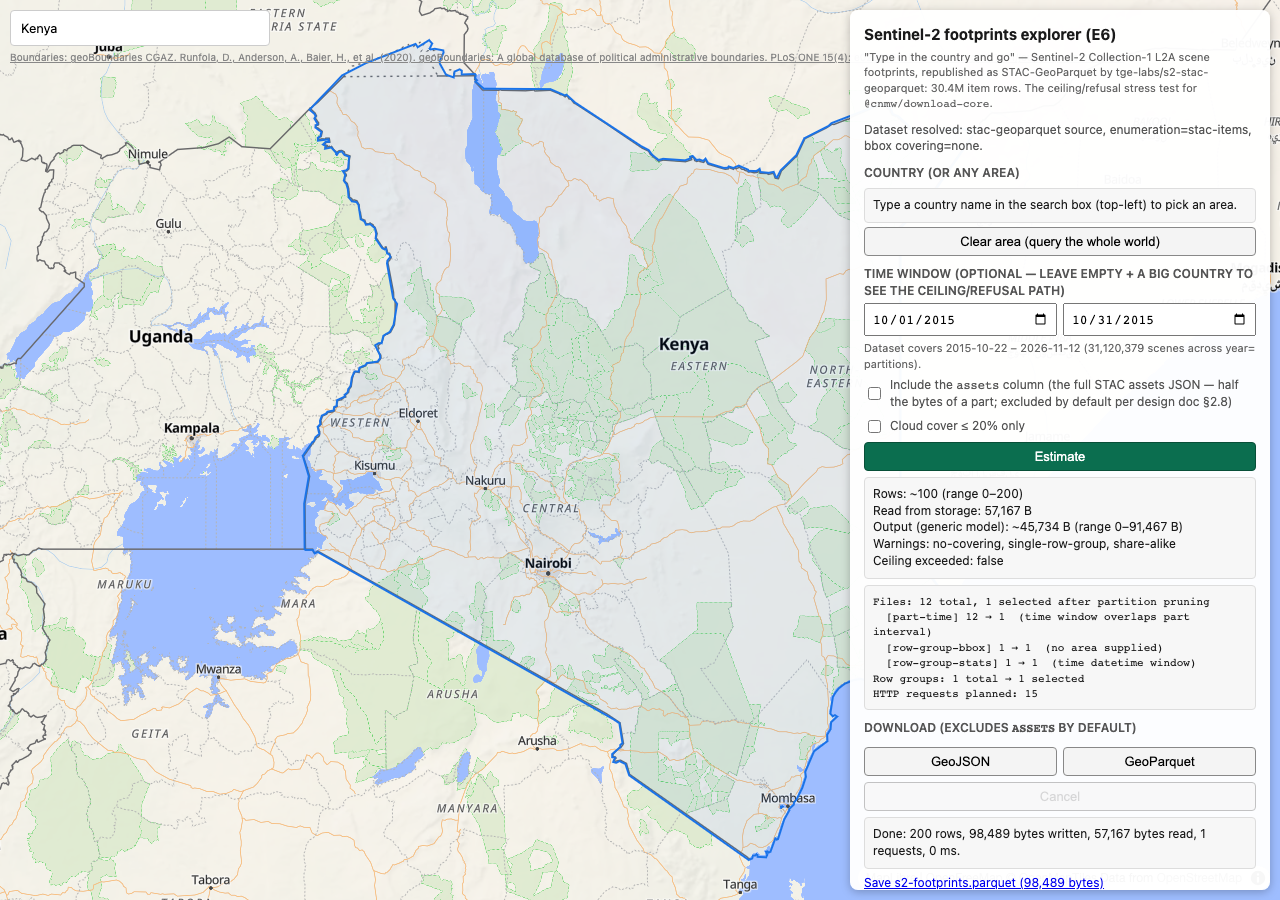 Kenya
EASTERN
RIA STATE
Juba
Boundaries: geoBoundaries CGAZ. Runfola, D., Anderson, A., Baier, H., et al. (2020). geoBoundaries: A global database of political administrative boundaries. PLoS ONE 15(4):
Nimule
Gulu
Uganda
Kenya
EASTERN
NORTH
EASTER
Eldoret
WESTERN
Kampala
Kisumu
Nakuru
CENTRAL
Nairobi
MARUKU
MARA
Mwanza
ARUSHA
GEITA
Arusha
MANYARA
Mombasa
Tabora
Tanga
Sentinel-2 footprints explorer (E6)
"Type in the country and go" — Sentinel-2 Collection-1 L2A scene
footprints, republished as STAC-GeoParquet by tge-labs/s2-stac-
geoparquet: 30.4M item rows. The ceiling/refusal stress test for
@cnmw/download-core.
Dataset resolved: stac-geoparquet source, enumeration=stac-items,
bbox covering=none.
COUNTRY (OR ANY AREA)
Type a country name in the search box (top-left) to pick an area.
Clear area (query the whole world)
TIME WINDOW (OPTIONAL — LEAVE EMPTY + A BIG COUNTRY TO
SEE THE CEILING/REFUSAL PATH)
10/01/2015 10/31/2015
Dataset covers 2015-10-22 – 2026-11-12 (31,120,379 scenes across year=
partitions).
Include the assets column (the full STAC assets JSON — half
the bytes of a part; excluded by default per design doc §2.8)
Cloud cover ≤ 20% only
Estimate
Rows: ~100 (range 0–200)
Read from storage: 57,167 B
Output (generic model): ~45,734 B (range 0–91,467 B)
Warnings: no-covering, single-row-group, share-alike
Ceiling exceeded: false
Files: 12 total, 1 selected after partition pruning
[part-time] 12 → 1 (time window overlaps part
interval)
[row-group-bbox] 1 → 1 (no area supplied)
[row-group-stats] 1 → 1 (time datetime window)
Row groups: 1 total → 1 selected
HTTP requests planned: 15
DOWNLOAD (EXCLUDES ASSETS BY DEFAULT)
GeoJSON GeoParquet
Cancel
Done: 200 rows, 98,489 bytes written, 57,167 bytes read, 1
requests, 0 ms.
Save s2-footprints.parquet (98,489 bytes)